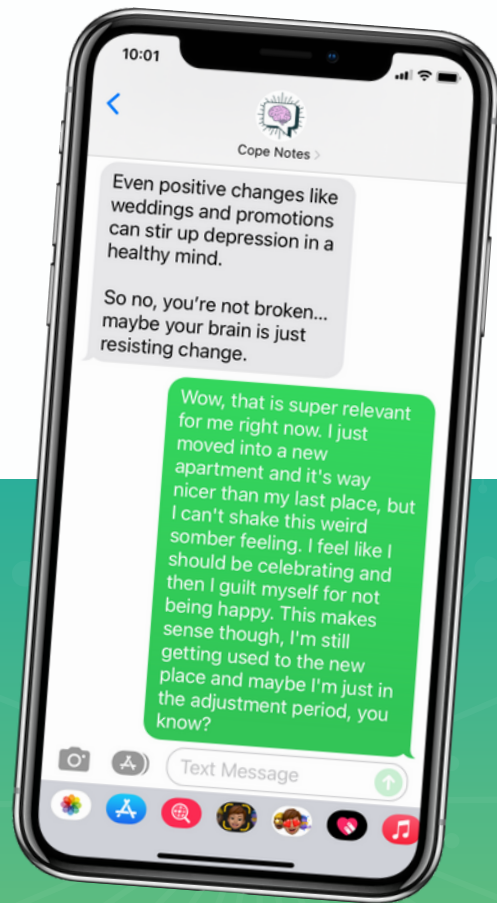 10:01
Cope Notes
Even positive changes like
weddings and promotions
can stir up depression in a
healthy mind.
So no, you’re not broken...
maybe your brain is just
resisting change.
Wow, that is super relevant
for me right now. I just
moved into a new
apartment and it's way
nicer than my last place, but
I can't shake this weird
somber feeling. I feel like I
should be celebrating and
then I guilt myself for not
being happy. This makes
sense though, I'm still
getting used to the new
place and maybe I'm just in
the adjustment period, you
know?
Text Message